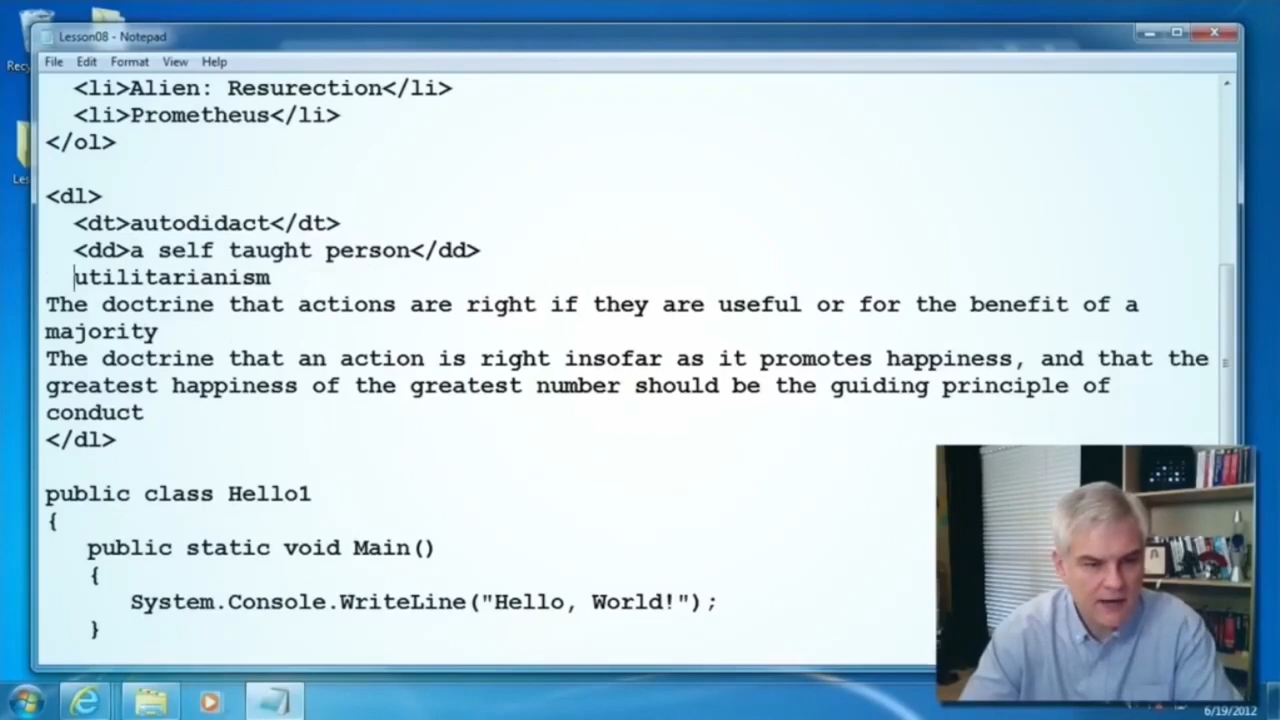 Lesson08 - Notepad
File Edit Format View Help
<li>Alien: Resurection</li>
<li>Prometheus</li>
</ol>
<dl>
<dt>autodidact</dt>
<dd>a self taught person</dd>
utilitarianism
The doctrine that actions are right if they are useful or for the benefit of a
majority
The doctrine that an action is right insofar as it promotes happiness, and that the
greatest happiness of the greatest number should be the guiding principle of
conduct
</dl>
public class Hello1
{
public static void Main()
{
System.Console.WriteLine("Hello, World!");
}
6/19/2012